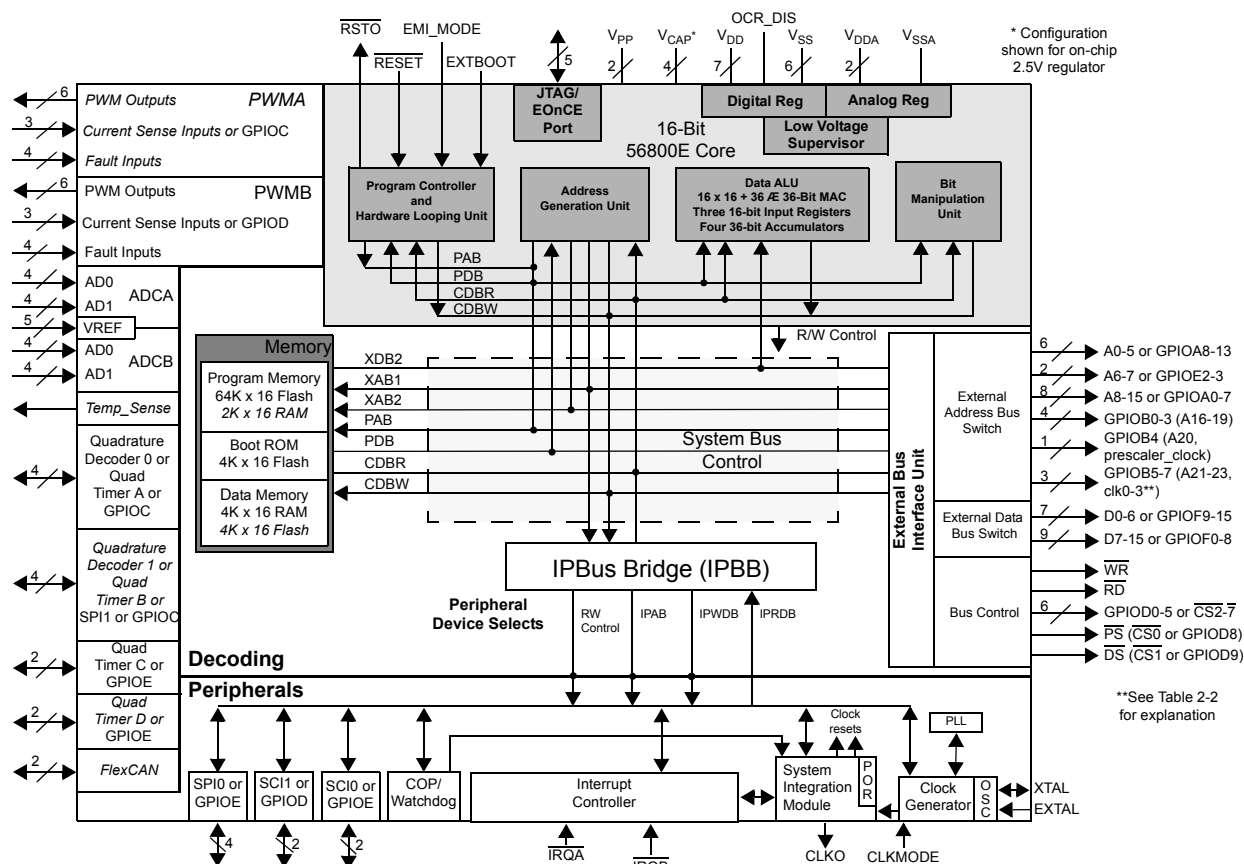 RSTO
EMI_MODE
RESET
EXTBOOT
5
VPP
2
VCAP*
4
VDD
7
OCR_DIS
VSS
6
VDDA
2
VSSA
* Configuration
shown for on-chip
2.5V regulator
6
PWM Outputs
PWMA
3
Current Sense Inputs or GPIOC
4
Fault Inputs
6
PWM Outputs
PWMB
3
Current Sense Inputs or GPIOD
4
Fault Inputs
4
AD0
ADCA
4
AD1
5
VREF
4
AD0
ADCB
4
AD1
Temp_Sense
Quadrature
Decoder 0 or
Quad
Timer A or
GPIOC
4
Quadrature
Decoder 1 or
Quad
Timer B or
SPI1 or GPIOC
4
Quad
Timer C or
GPIOE
2
Quad
Timer D or
GPIOE
2
FlexCAN
2
JTAG/
EOnCE
Port
Digital Reg
Analog Reg
Low Voltage
Supervisor
16-Bit
56800E Core
Program Controller
and
Hardware Looping Unit
Address
Generation Unit
Data ALU
16 x 16 + 36 Æ 36-Bit MAC
Three 16-bit Input Registers
Four 36-bit Accumulators
Bit
Manipulation
Unit
PAB
PDB
CDBR
CDBW
R/W Control
Memory
Program Memory
64K x 16 Flash
2K x 16 RAM
Boot ROM
4K x 16 Flash
Data Memory
4K x 16 RAM
4K x 16 Flash
XDB2
XAB1
XAB2
PAB
PDB
CDBR
CDBW
System Bus
Control
External Bus
Interface Unit
External
Address Bus
Switch
External Data
Bus Switch
Bus Control
6
A0-5 or GPIOA8-13
2
A6-7 or GPIOE2-3
8
A8-15 or GPIOA0-7
4
GPIOB0-3 (A16-19)
1
GPIOB4 (A20,
prescaler_clock)
3
GPIOB5-7 (A21-23,
clk0-3**)
7
D0-6 or GPIOF9-15
9
D7-15 or GPIOF0-8
WR
RD
6
GPIOD0-5 or CS2-7
PS (CS0 or GPIOD8)
DS (CS1 or GPIOD9)
**See Table 2-2
for explanation
IPBus Bridge (IPBB)
Peripheral
Device Selects
RW
Control
IPAB
IPWDB
IPRDB
Decoding
Peripherals
SPI0 or
GPIOE
SCI1 or
GPIOD
SCI0 or
GPIOE
COP/
Watchdog
Interrupt
Controller
Clock
resets
System
Integration
Module
POR
PLL
Clock
Generator
OSC
XTAL
EXTAL
4
2
2
IRQA
IRQB
CLKO
CLKMODE